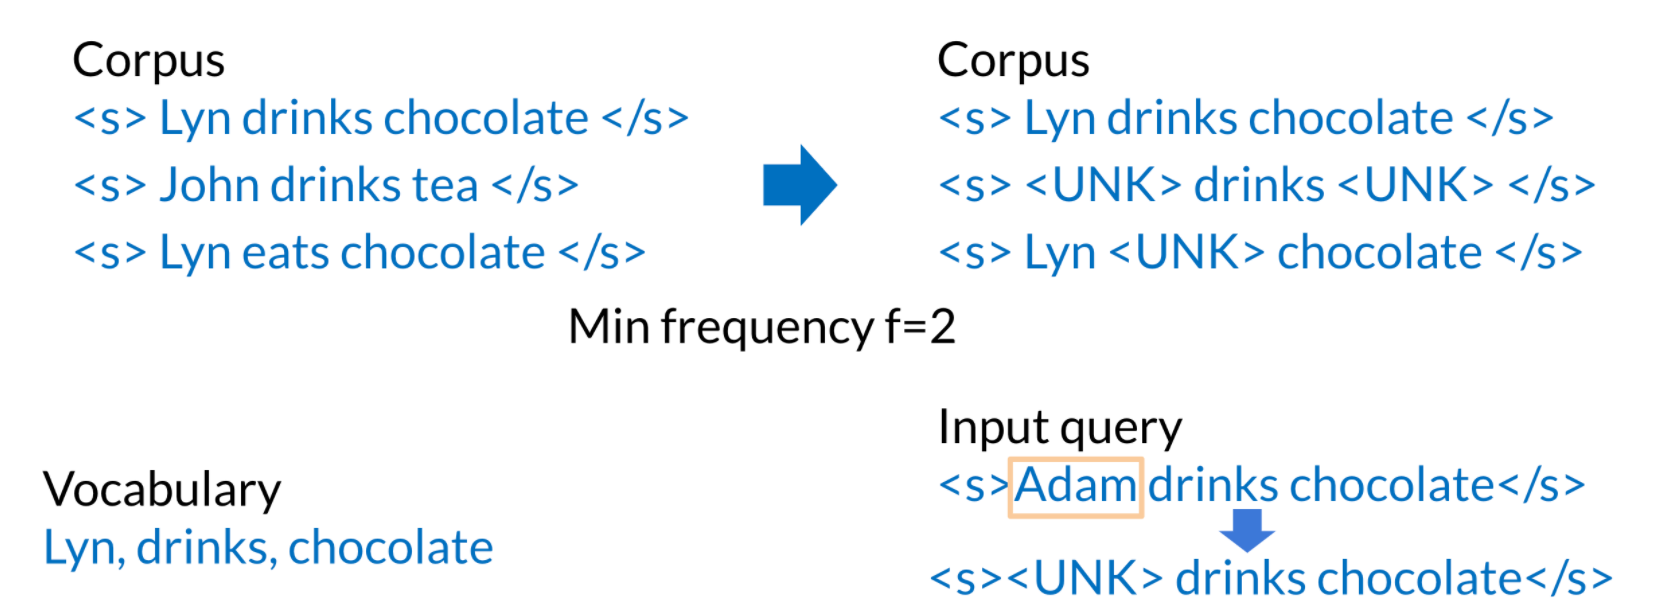 Corpus
<s> Lyn drinks chocolate </s>
<s> John drinks tea </s>
<s> Lyn eats chocolate </s>
Corpus
<s> Lyn drinks chocolate </s>
<s> <UNK> drinks <UNK> </s>
<s> Lyn <UNK> chocolate </s>
Min frequency f=2
Vocabulary
Lyn, drinks, chocolate
Input query
<s>Adam drinks chocolate</s>
<s><UNK> drinks chocolate</s>